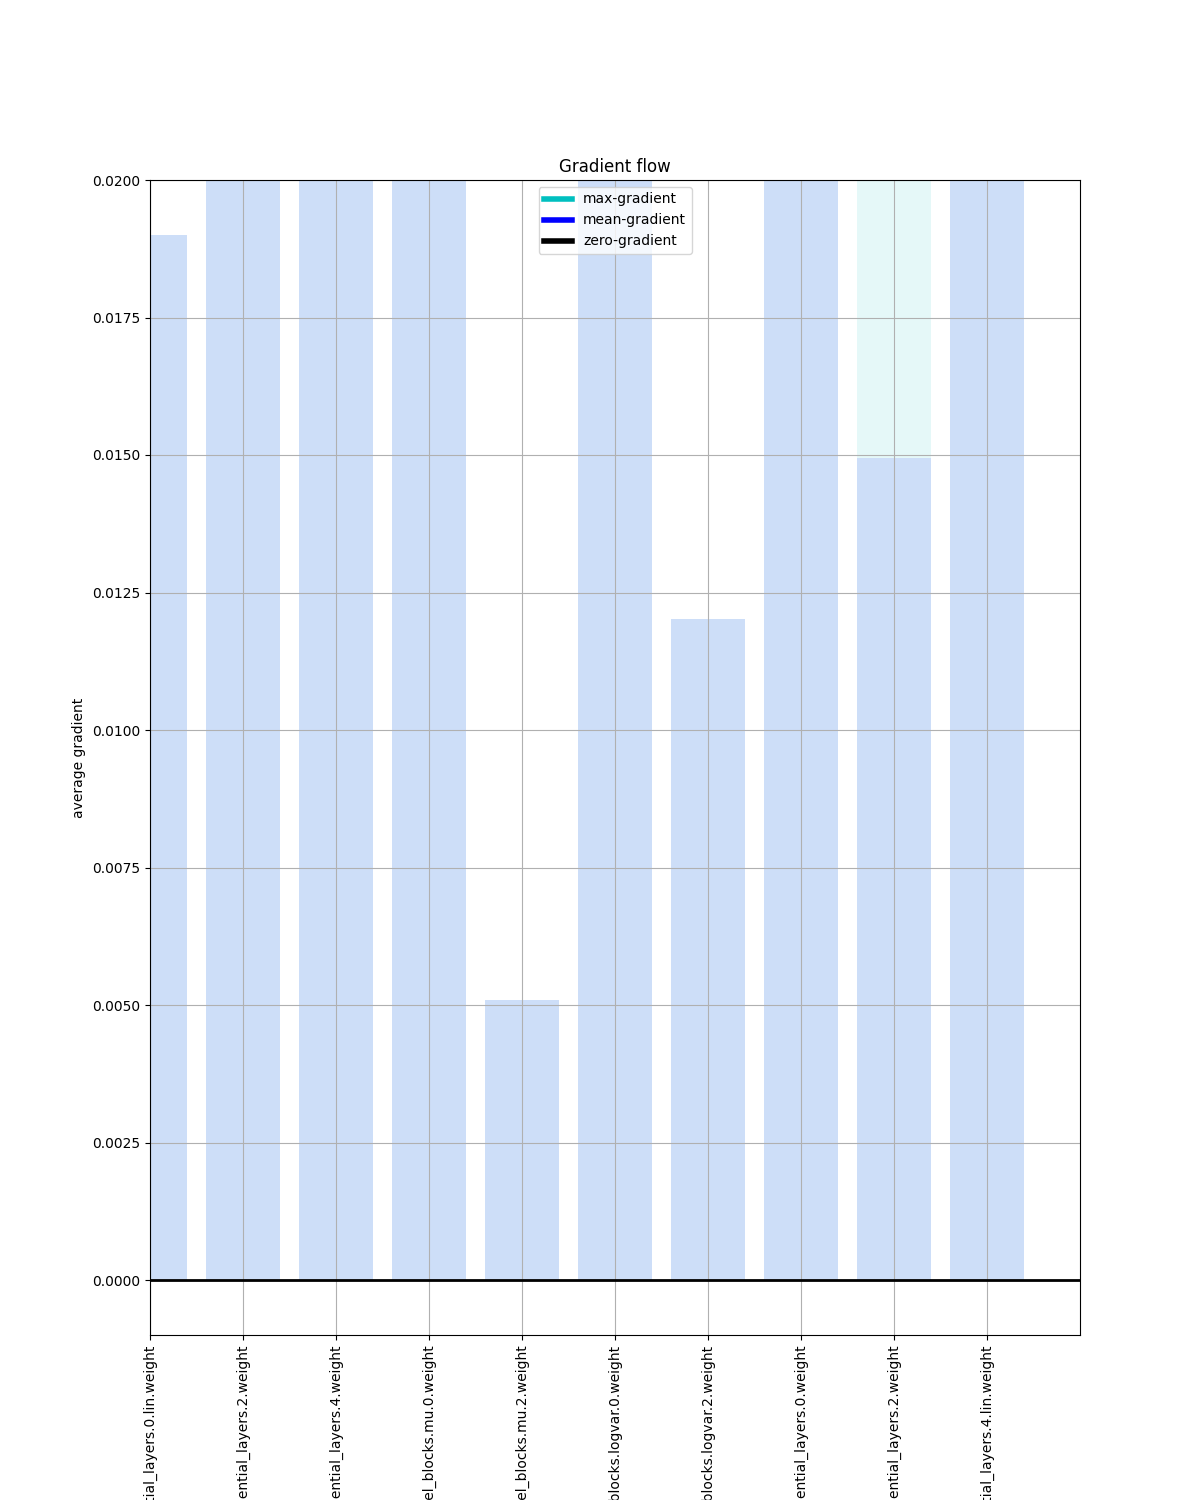 Gradient flow
max-gradient
mean-gradient
zero-gradient
0.0200
0.0175
0.0150
0.0125
0.0100
0.0075
0.0050
0.0025
0.0000
average gradient
tial_layers.0.lin.weight
ential_layers.2.weight
ential_layers.4.weight
el_blocks.mu.0.weight
el_blocks.mu.2.weight
blocks.logvar.0.weight
blocks.logvar.2.weight
ential_layers.0.weight
ential_layers.2.weight
tial_layers.4.lin.weight